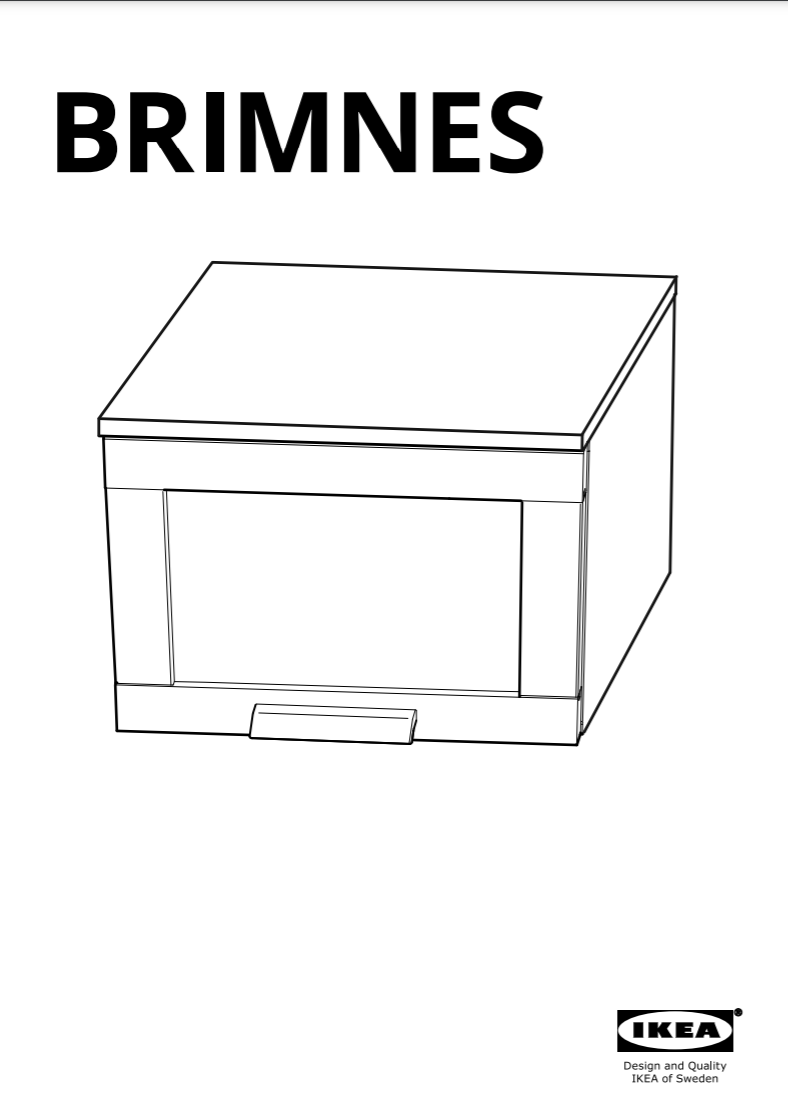 BRIMNES
IKEA®
Design and Quality
IKEA of Sweden